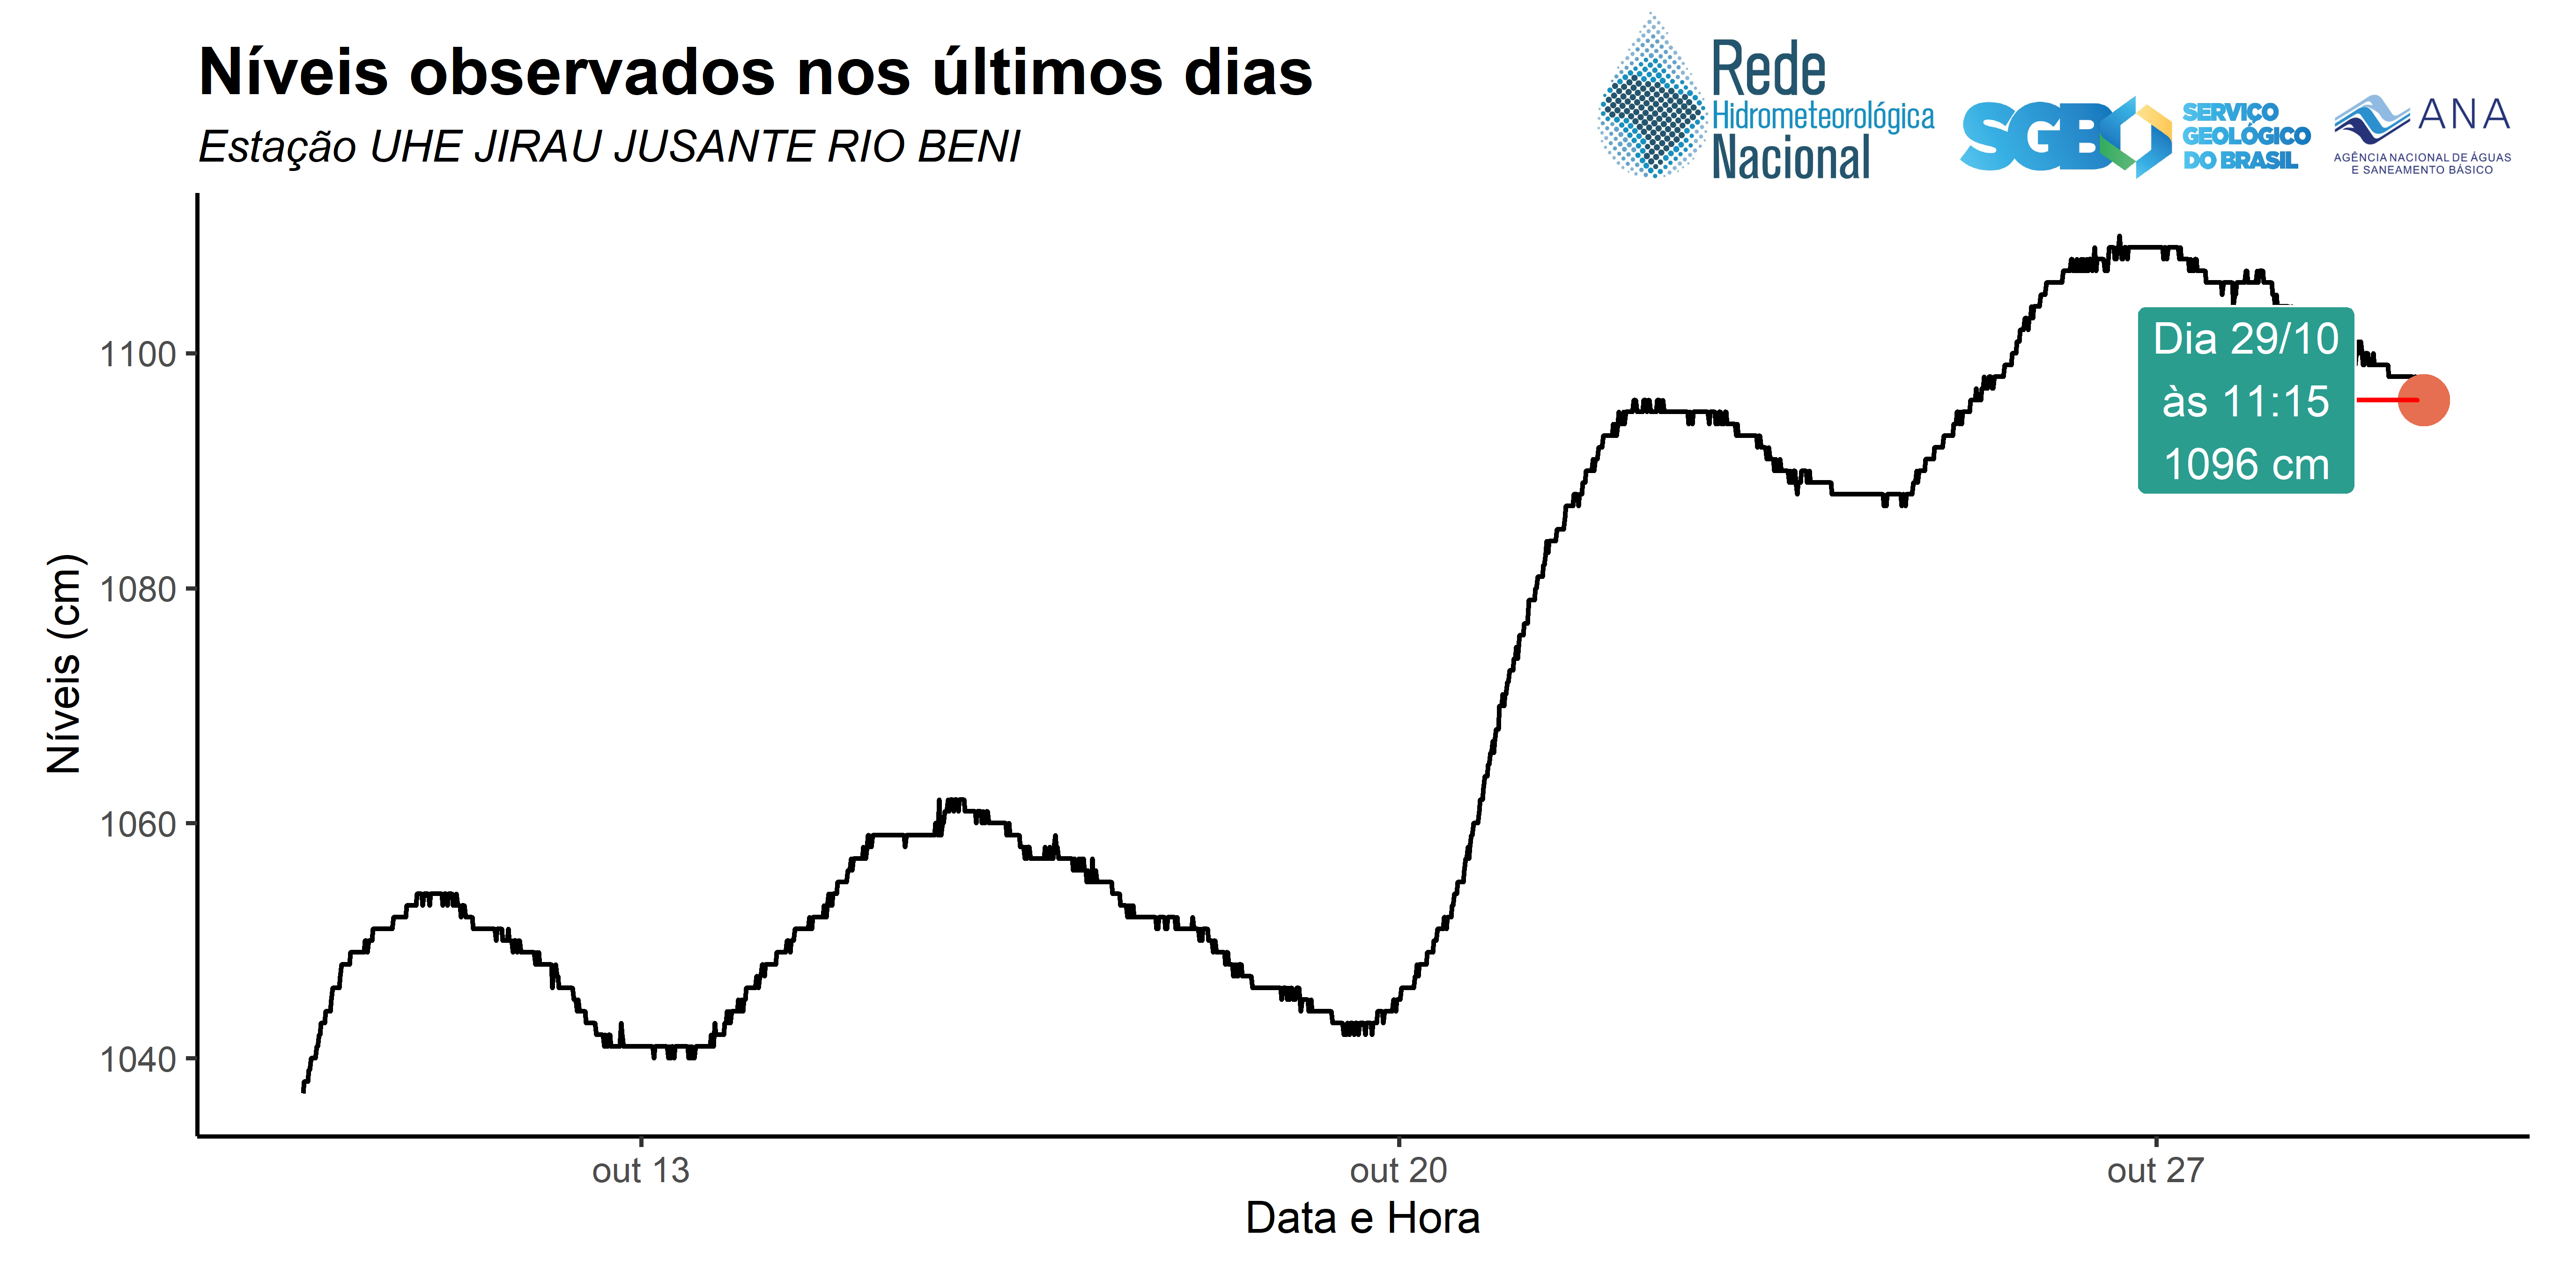 Níveis observados nos últimos dias
Estação UHE JIRAU JUSANTE RIO BENI
Rede
Hidrometeorológica
Nacional
SGB
SERVIÇO
GEOLÓGICO
DO BRASIL
ANA
AGÊNCIA NACIONAL DE ÁGUAS
E SANEAMENTO BÁSICO
Níveis (cm)
1100
1080
1060
1040
Dia 29/10
às 11:15
1096 cm
out 13
out 20
out 27
Data e Hora